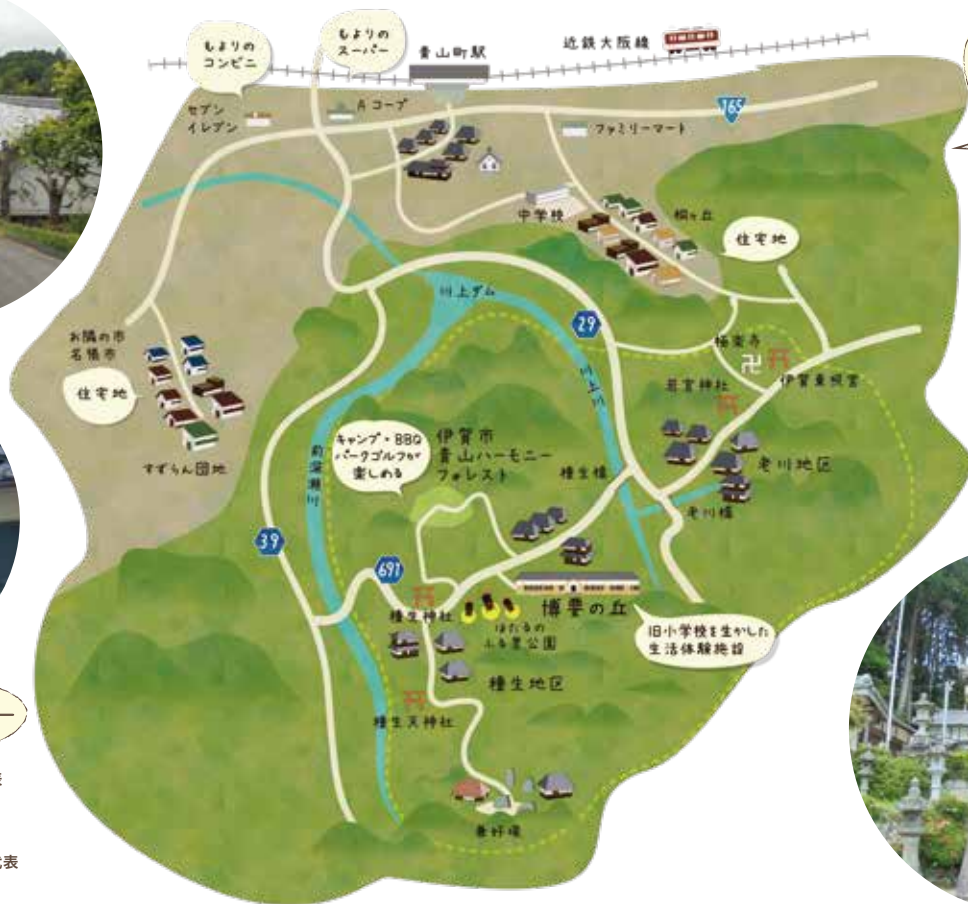 もよりの
コンビニ
もよりの
スーパー
青山町駅
近鉄大阪線
セブン
イレブン
Aコープ
ファミリーマート
165
中学校
桐ヶ丘
住宅地
川上ダム
29
お隣の市
名張市
住宅地
すずらん団地
極楽寺
伊賀東照宮
若宮神社
川上川
前深瀬川
キャンプ・BBQ
パークゴルフが
楽しめる
伊賀市
青山ハーモニー
フォレスト
種生橋
老川地区
老川橋
39
691
種生神社
ほたるの
ふる里公園
博要の丘
旧小学校を生かした
生活体験施設
種生地区
種生天神社
兼好塚
代表